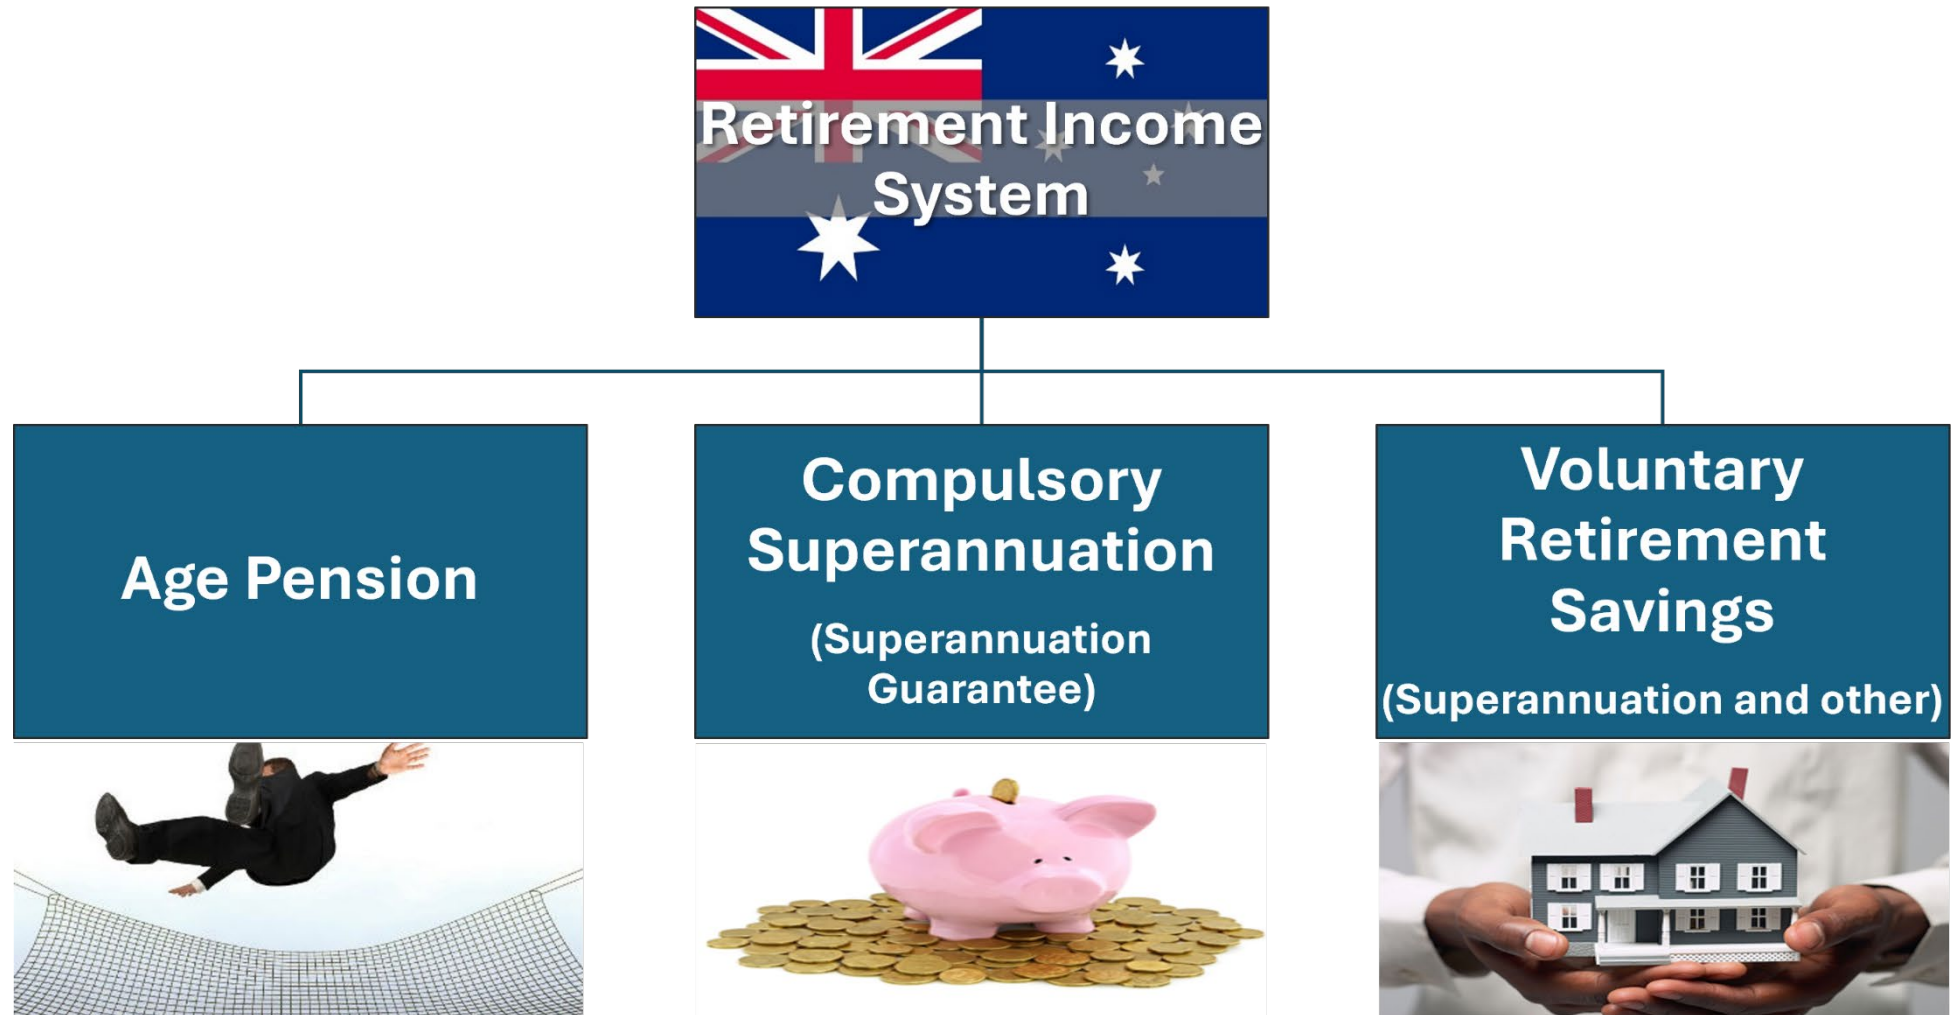 Retirement Income
System
Age Pension
Compulsory
Superannuation
(Superannuation
Guarantee)
Voluntary
Retirement
Savings
(Superannuation and other)